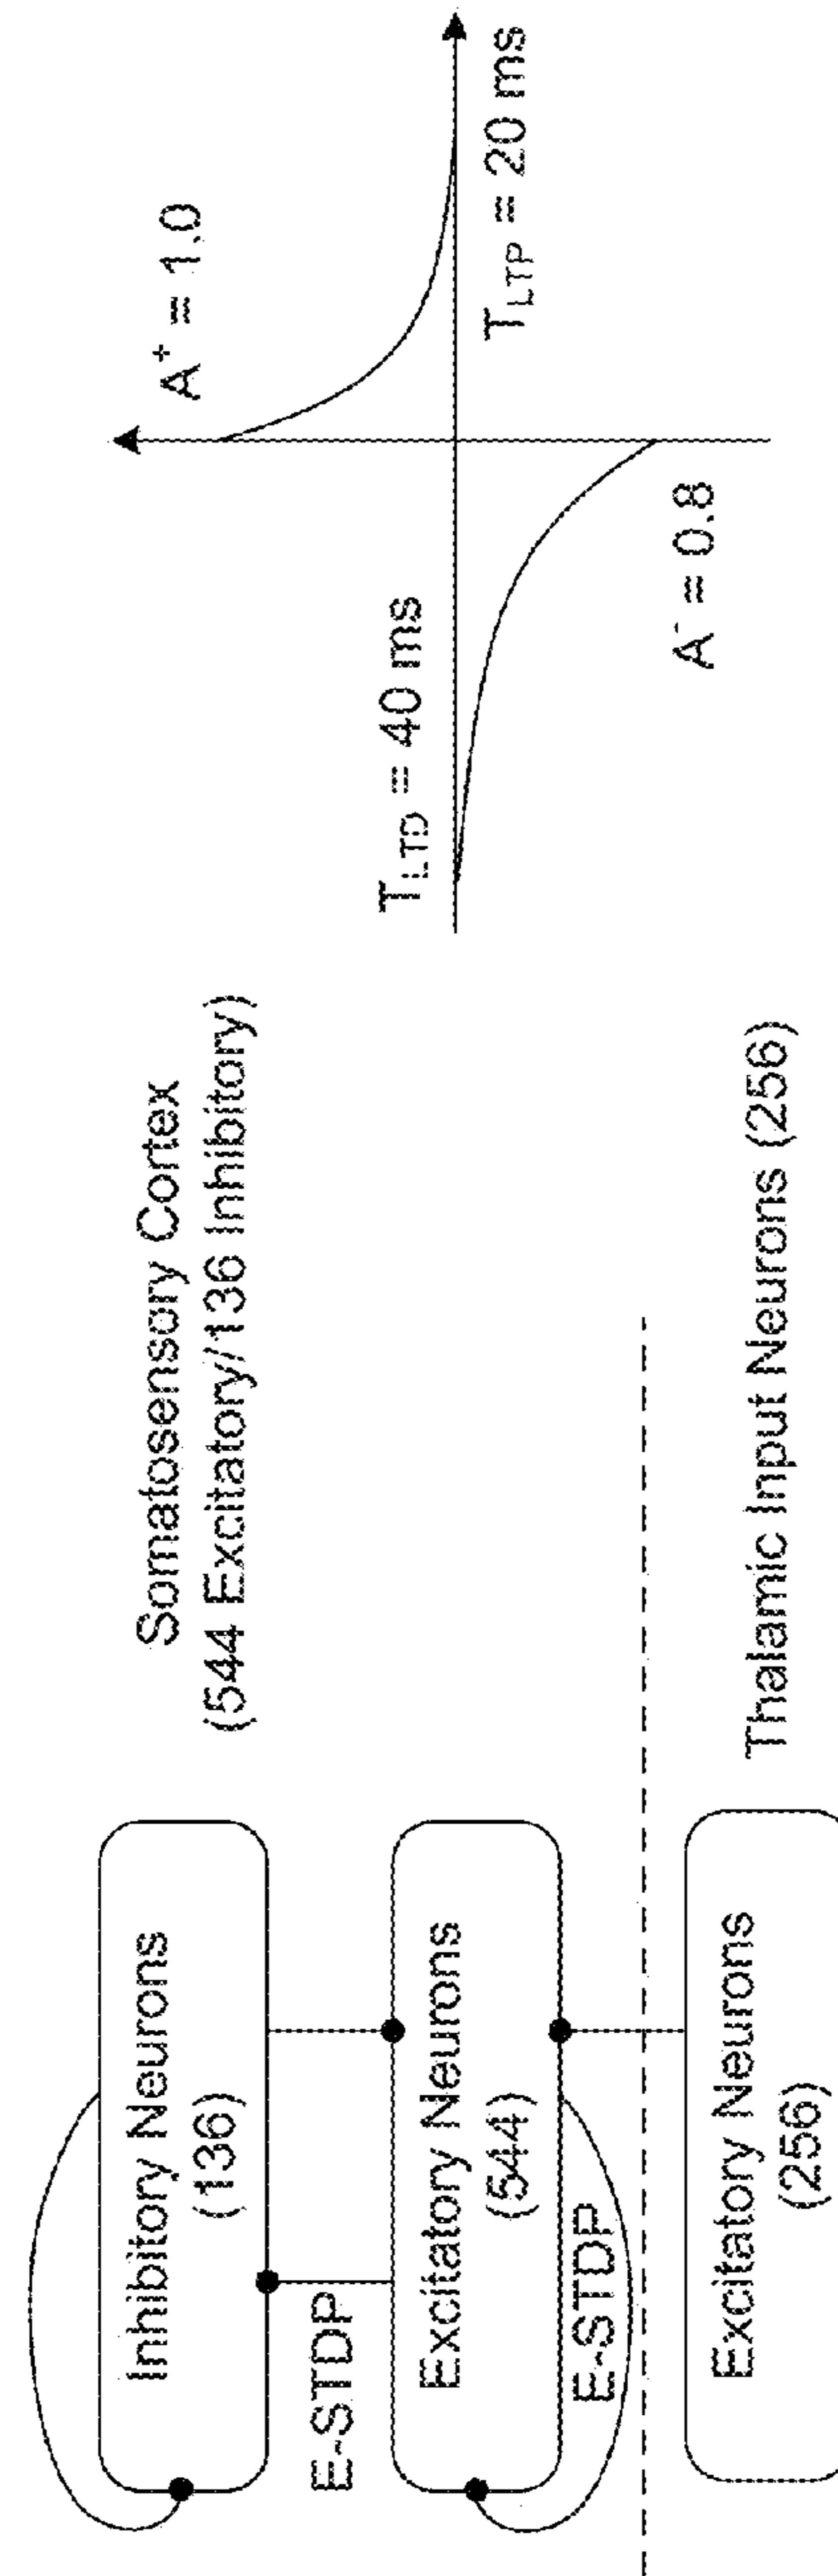 Inhibitory Neurons
(136)
E-STDP
Excitatory Neurons
(544)
E-STDP
Excitatory Neurons
(256)
Somatosensory Cortex
(544 Excitatory/136 Inhibitory)
Thalamic Input Neurons (256)
A⁺ = 1.0
T_LTD = 40 ms
T_LTP = 20 ms
A⁻ = 0.8